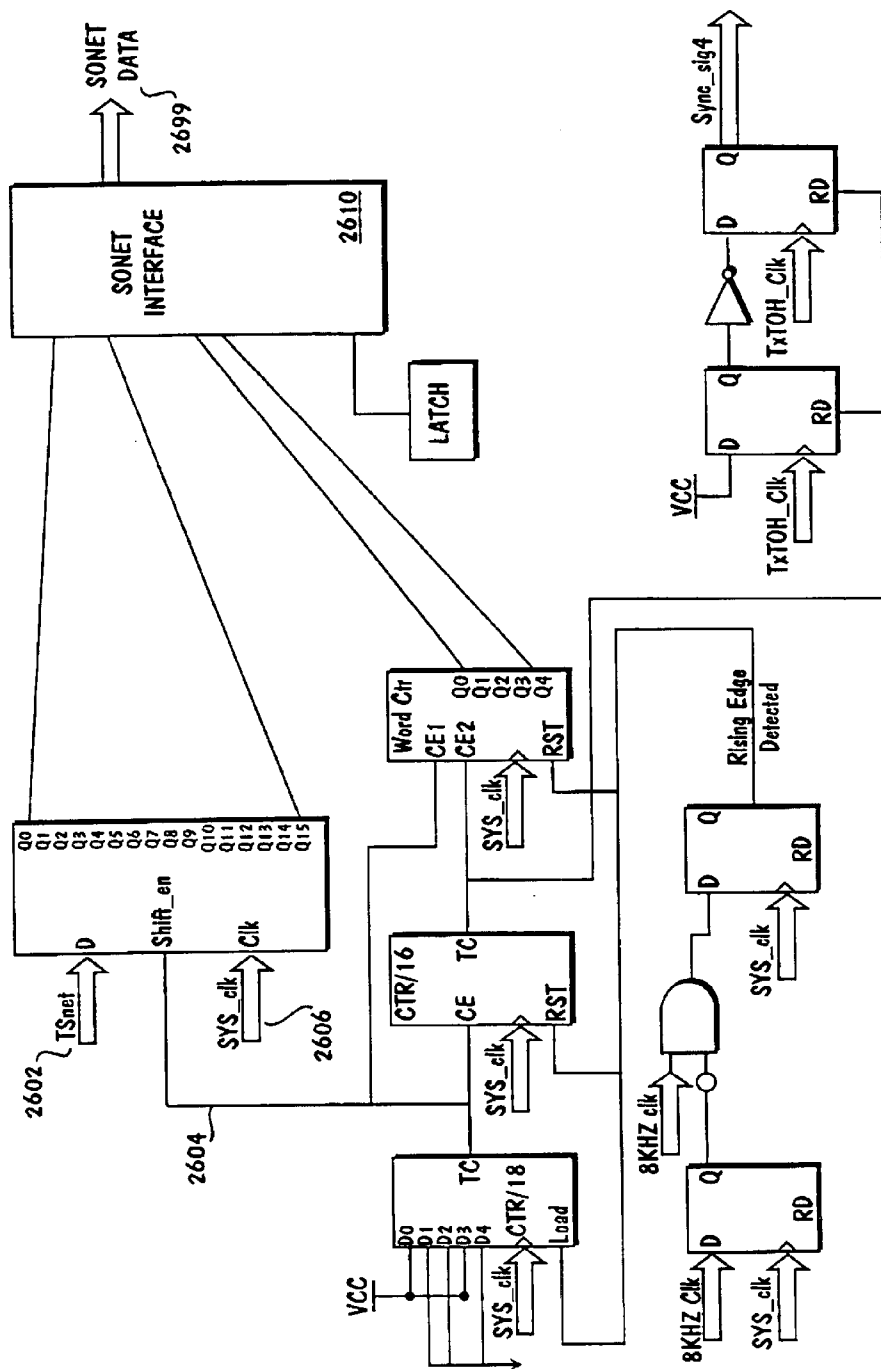 SONET
DATA
2699
SONET
INTERFACE
2610
LATCH
Q0
Q1
Q2
Q3
Q4
Q5
Q6
Q7
Q8
Q9
Q10
Q11
Q12
Q13
Q14
Q15
D
Shift_en
Clk
TSnet
2602
SYS_clk
2606
2604
Word Ctr
CE1
CE2
RST
Q0
Q1
Q2
Q3
Q4
SYS_clk
CTR/16
CE
TC
RST
SYS_clk
VCC
D0
D1
D2
D3
D4
TC
CTR/18
Load
SYS_clk
8KHZ_Clk
SYS_clk
D
Q
RD
8KHZ clk
D
Q
RD
SYS_clk
Rising Edge
Detected
VCC
D
Q
RD
TxTOH_Clk
D
Q
RD
TxTOH_Clk
Sync_sig4